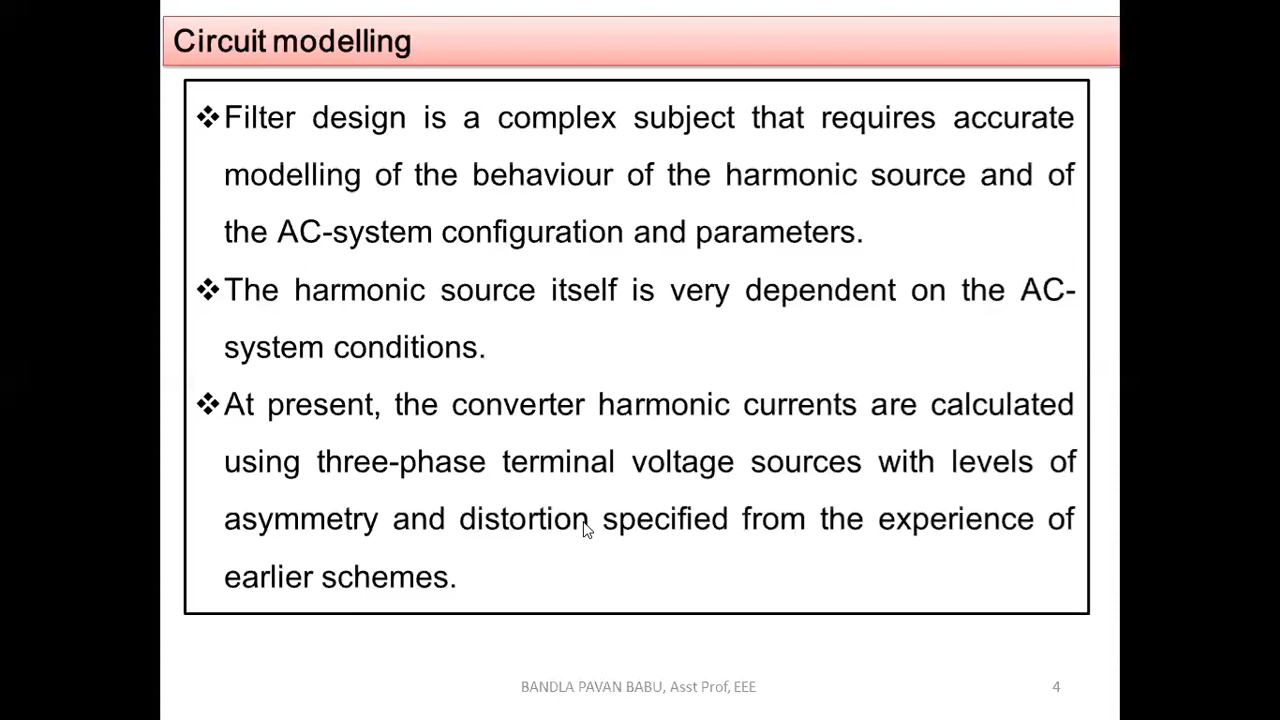 Circuit modelling
❖Filter design is a complex subject that requires accurate
modelling of the behaviour of the harmonic source and of
the AC-system configuration and parameters.
❖The harmonic source itself is very dependent on the AC-
system conditions.
❖At present, the converter harmonic currents are calculated
using three-phase terminal voltage sources with levels of
asymmetry and distortion specified from the experience of
earlier schemes.
BANDLA PAVAN BABU, Asst Prof, EEE
4